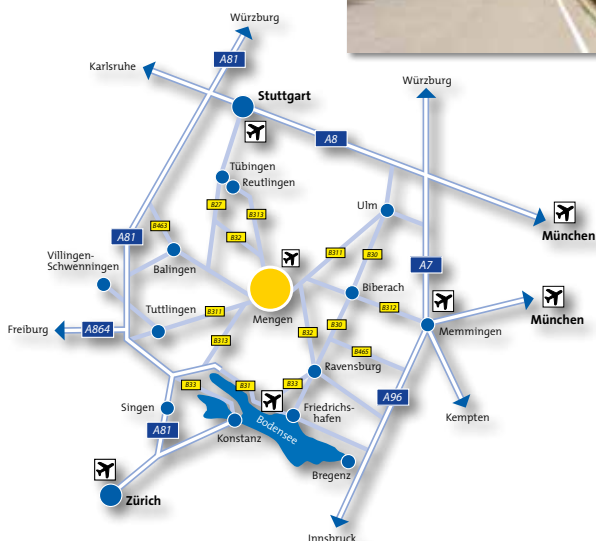 Würzburg
A81
Karlsruhe
Stuttgart
Würzburg
A8
Tübingen
Reutlingen
B27
B313
Ulm
B463
B32
A81
München
Villingen-
Schwenningen
Balingen
B311
B30
A7
Biberach
München
Tuttlingen
B311
Mengen
B312
Freiburg
A864
B313
B32
B30
Memmingen
B465
Ravensburg
B33
B31
B33
A96
Kempten
Singen
Friedrichs-
hafen
Konstanz
Bodensee
A81
Bregenz
Zürich
Innsbruck